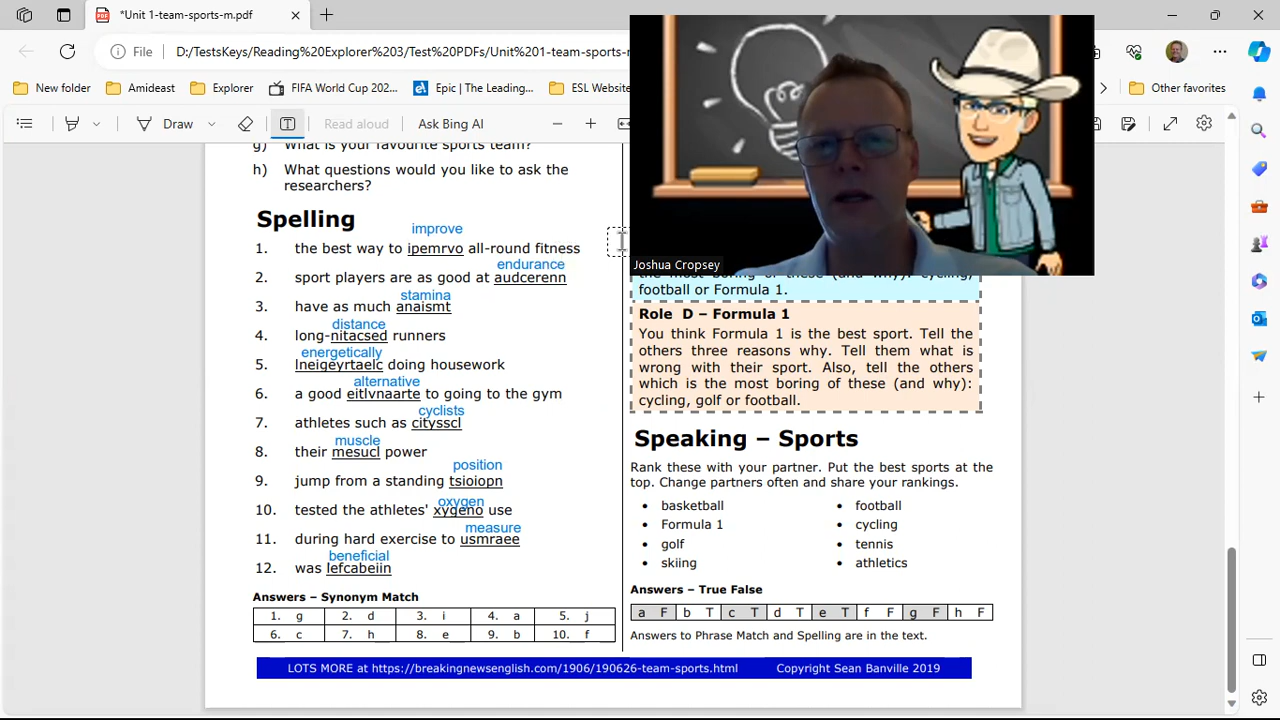 *Unit 1-team-sports-m.pdf
File
D:/TestsKeys/Reading%20Explorer%203/Test%20PDFs/Unit%201-team-sports-m
New folder
Amideast
Explorer
FIFA World Cup 202...
Epic | The Leading...
ESL Website
Other favorites
Draw
Read aloud
Ask Bing AI
g) What is your favourite sports team?
h) What questions would you like to ask the
researchers?
Spelling
improve
1. the best way to ipemrvo all-round fitness
endurance
2. sport players are as good at audcerenn
stamina
3. have as much anaismt
distance
4. long-nitacsed runners
energetically
5. lneigeyrtaelc doing housework
alternative
6. a good eitlvnaarte to going to the gym
cyclists
7. athletes such as citysscl
muscle
8. their mesucl power
position
9. jump from a standing tsioiopn
oxygen
10. tested the athletes' xygeno use
measure
11. during hard exercise to usmraee
beneficial
12. was lefcabeiin
Answers – Synonym Match
1. g 2. d 3. i 4. a 5. j
6. c 7. h 8. e 9. b 10. f
Joshua Cropsey
the most boring of these (and why): cycling,
football or Formula 1.
Role D – Formula 1
You think Formula 1 is the best sport. Tell the
others three reasons why. Tell them what is
wrong with their sport. Also, tell the others
which is the most boring of these (and why):
cycling, golf or football.
Speaking – Sports
Rank these with your partner. Put the best sports at the
top. Change partners often and share your rankings.
• basketball
• Formula 1
• golf
• skiing
• football
• cycling
• tennis
• athletics
Answers – True False
a F b T c T d T e T f F g F h F
Answers to Phrase Match and Spelling are in the text.
LOTS MORE at https://breakingnewsenglish.com/1906/190626-team-sports.html Copyright Sean Banville 2019